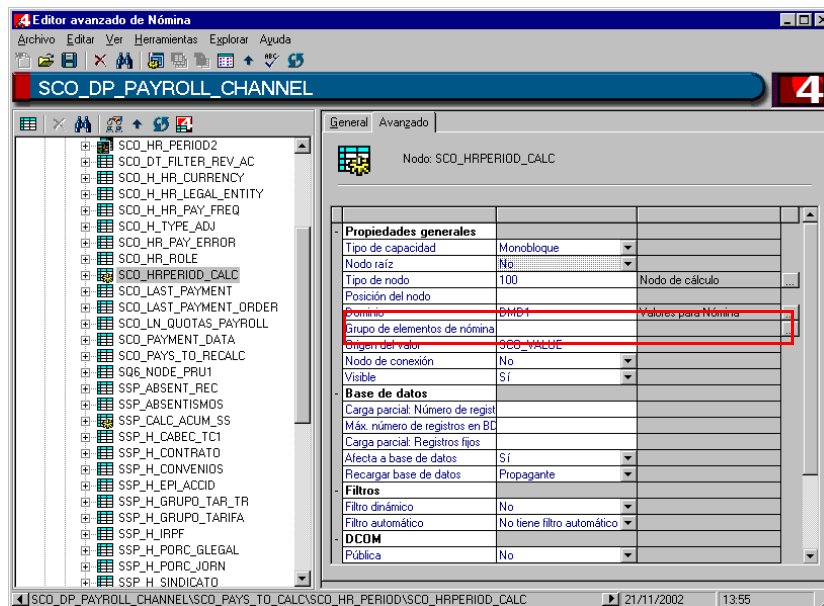 4 Editor avanzado de Nómina
Archivo Editar Ver Herramientas Explorar Ayuda
ABC
SCO_DP_PAYROLL_CHANNEL
4
SCO_HR_PERIOD2
SCO_DT_FILTER_REV_AC
SCO_H_HR_CURRENCY
SCO_H_HR_LEGAL_ENTITY
SCO_H_HR_PAY_FREQ
SCO_H_TYPE_ADJ
SCO_HR_PAY_ERROR
SCO_HR_ROLE
SCO_HRPERIOD_CALC
SCO_LAST_PAYMENT
SCO_LAST_PAYMENT_ORDER
SCO_LN_QUOTAS_PAYROLL
SCO_PAYMENT_DATA
SCO_PAYS_TO_RECALC
SQ6_NODE_PRU1
SSP_ABSENT_REC
SSP_ABSENTISMOS
SSP_CALC_ACUM_SS
SSP_H_CABEC_TC1
SSP_H_CONTRATO
SSP_H_CONVENIOS
SSP_H_EPI_ACCID
SSP_H_GRUPO_TAR_TR
SSP_H_GRUPO_TARIFA
SSP_H_IRPF
SSP_H_PORC_GLEGAL
SSP_H_PORC_JORN
SSP_H_SINDICATO
General Avanzado
Nodo: SCO_HRPERIOD_CALC
- Propiedades generales
Tipo de capacidad Monobloque
Nodo raíz No
Tipo de nodo 100 Nodo de cálculo ...
Posición del nodo
Dominio DMD1 Valores para Nómina ...
Grupo de elementos de nómina ...
Origen del valor SCO_VALUE
Nodo de conexión No
Visible Sí
- Base de datos
Carga parcial: Número de regist
Máx. número de registros en BD
Carga parcial: Registros fijos
Afecta a base de datos Sí
Recargar base de datos Propagante
- Filtros
Filtro dinámico No
Filtro automático No tiene filtro automático
- DCOM
Pública No
SCO_DP_PAYROLL_CHANNEL\SCO_PAYS_TO_CALC\SCO_HR_PERIOD\SCO_HRPERIOD_CALC 21/11/2002 13:55